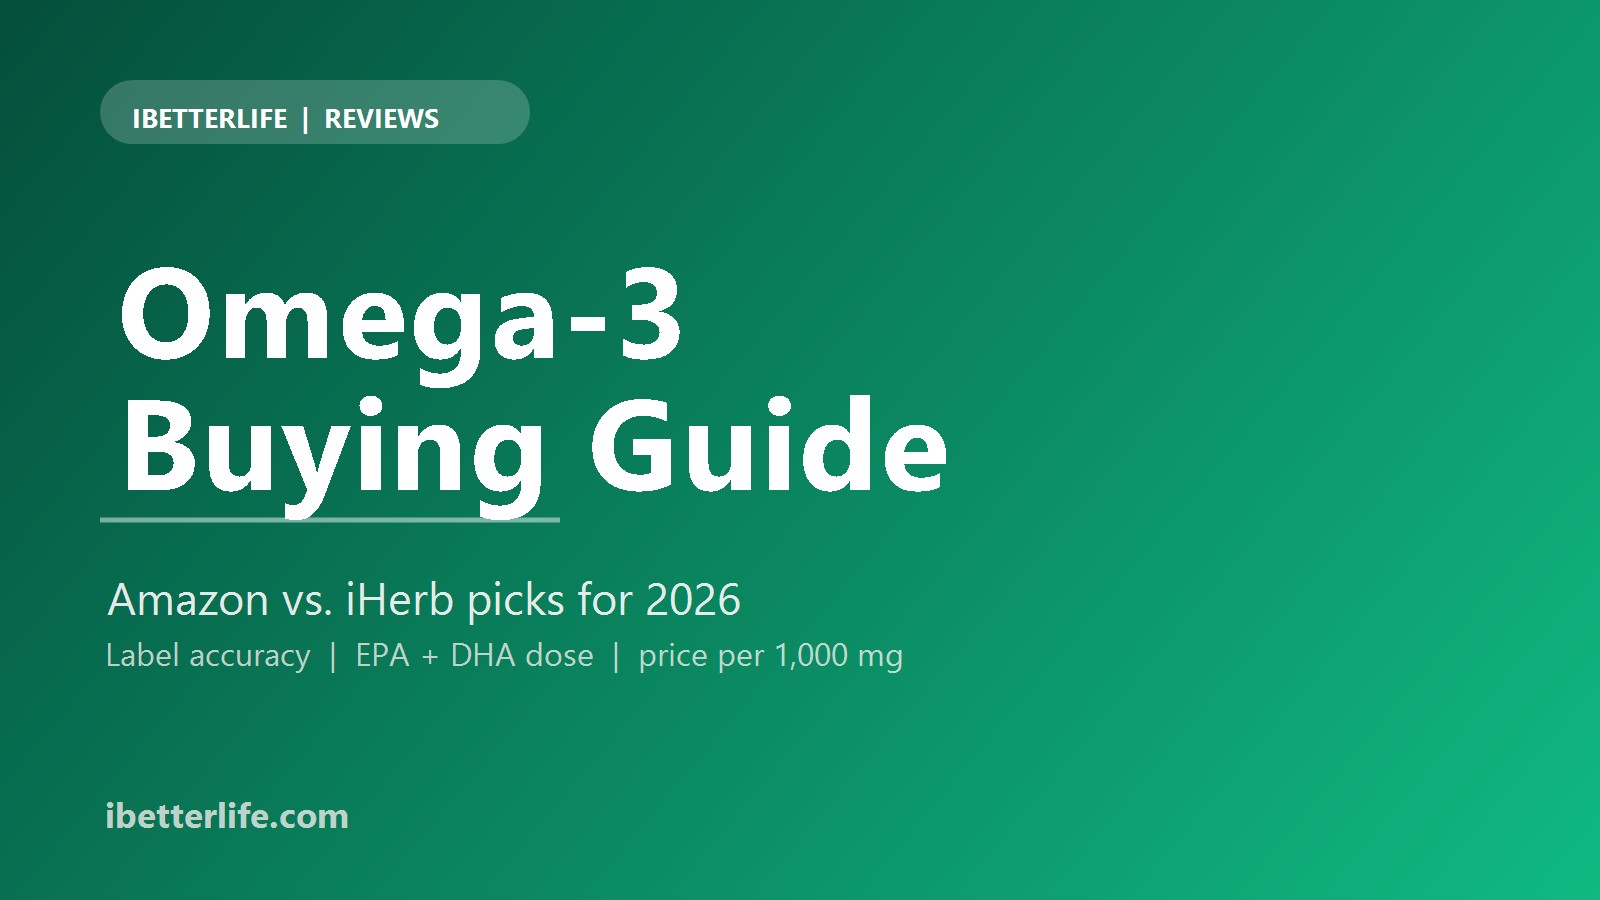 IBETTERLIFE | REVIEWS
Omega-3
Buying Guide
Amazon vs. iHerb picks for 2026
Label accuracy | EPA + DHA dose | price per 1,000 mg
ibetterlife.com